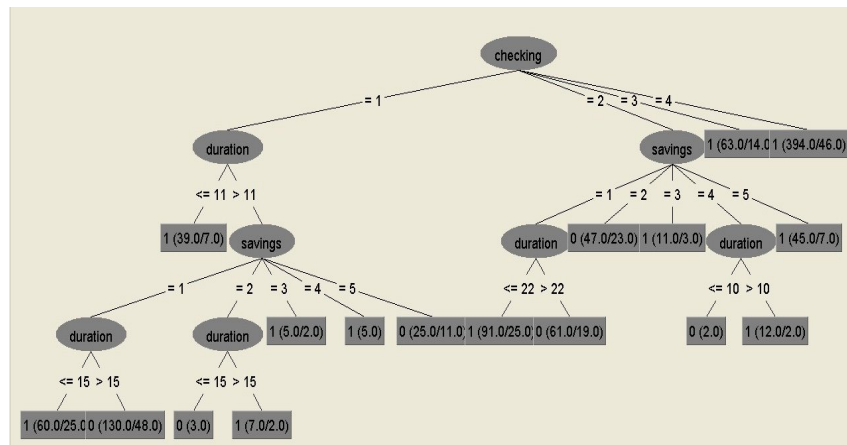 checking
= 1 = 2 = 3 = 4
duration savings 1 (63.0/14.0 1 (394.0/46.0)
<= 11 > 11 = 1 = 2 = 3 = 4 = 5
1 (39.0/7.0) savings duration 0 (47.0/23.0) 1 (11.0/3.0) duration 1 (45.0/7.0)
= 1 = 2 = 3 = 4 = 5 <= 22 > 22 <= 10 > 10
duration duration 1 (5.0/2.0) 1 (5.0) 0 (25.0/11.0) 1 (91.0/25.0) 0 (61.0/19.0) 0 (2.0) 1 (12.0/2.0)
<= 15 > 15 <= 15 > 15
1 (60.0/25.0 0 (130.0/48.0) 0 (3.0) 1 (7.0/2.0)